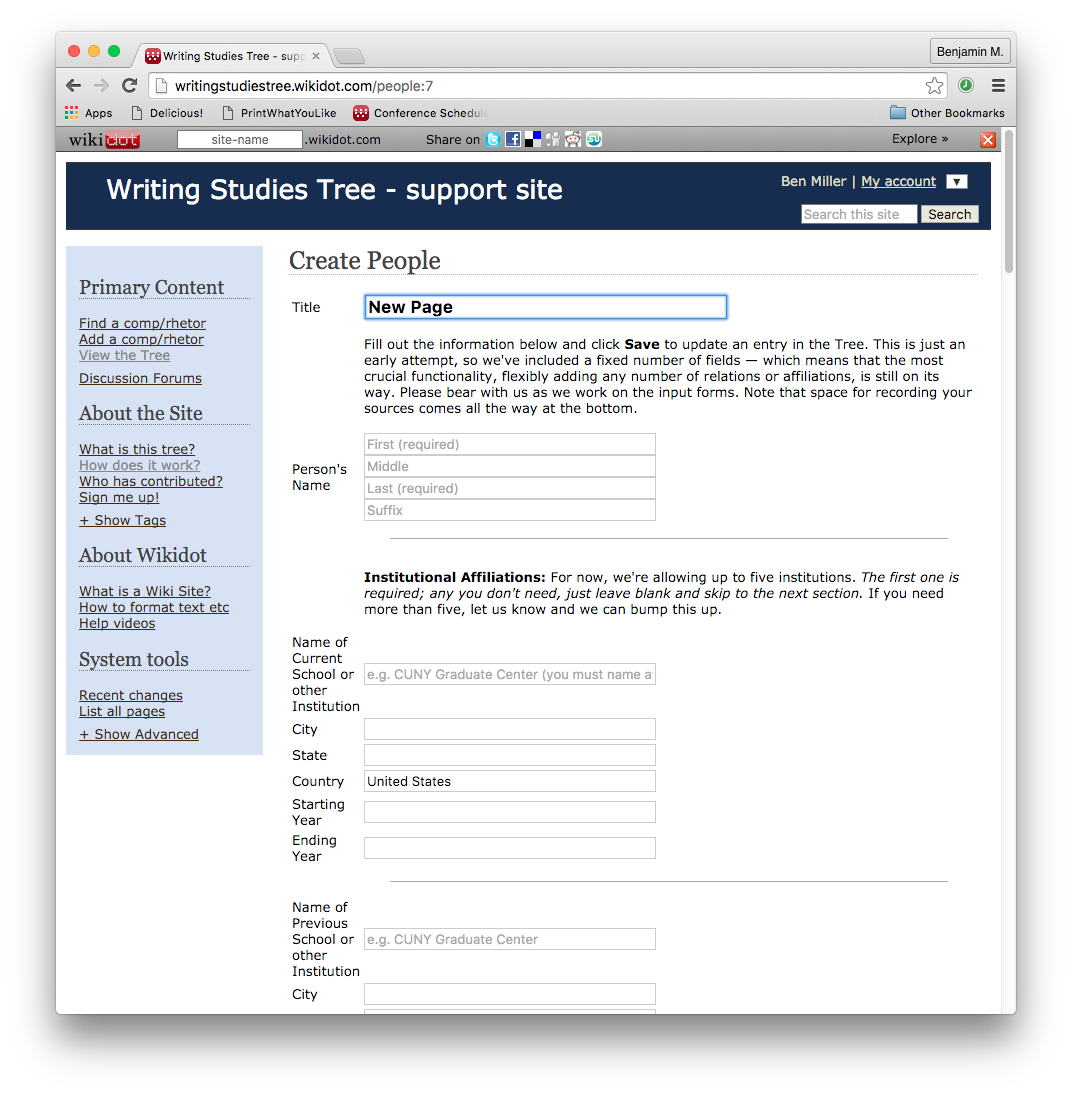 Writing Studies Tree - supp
Benjamin M.
writingstudiestree.wikidot.com/people:7
Apps Delicious! PrintWhatYouLike Conference Schedule Other Bookmarks
wikidot site-name .wikidot.com Share on Explore »
Writing Studies Tree - support site
Ben Miller | My account
Search this site Search
Primary Content
Find a comp/rhetor
Add a comp/rhetor
View the Tree
Discussion Forums
About the Site
What is this tree?
How does it work?
Who has contributed?
Sign me up!
+ Show Tags
About Wikidot
What is a Wiki Site?
How to format text etc
Help videos
System tools
Recent changes
List all pages
+ Show Advanced
Create People
Title New Page
Fill out the information below and click Save to update an entry in the Tree. This is just an
early attempt, so we've included a fixed number of fields — which means that the most
crucial functionality, flexibly adding any number of relations or affiliations, is still on its
way. Please bear with us as we work on the input forms. Note that space for recording your
sources comes all the way at the bottom.
Person's
Name
First (required)
Middle
Last (required)
Suffix
Institutional Affiliations: For now, we're allowing up to five institutions. The first one is
required; any you don't need, just leave blank and skip to the next section. If you need
more than five, let us know and we can bump this up.
Name of
Current
School or
other
Institution
e.g. CUNY Graduate Center (you must name a
City
State
Country United States
Starting
Year
Ending
Year
Name of
Previous
School or
other
Institution
e.g. CUNY Graduate Center
City